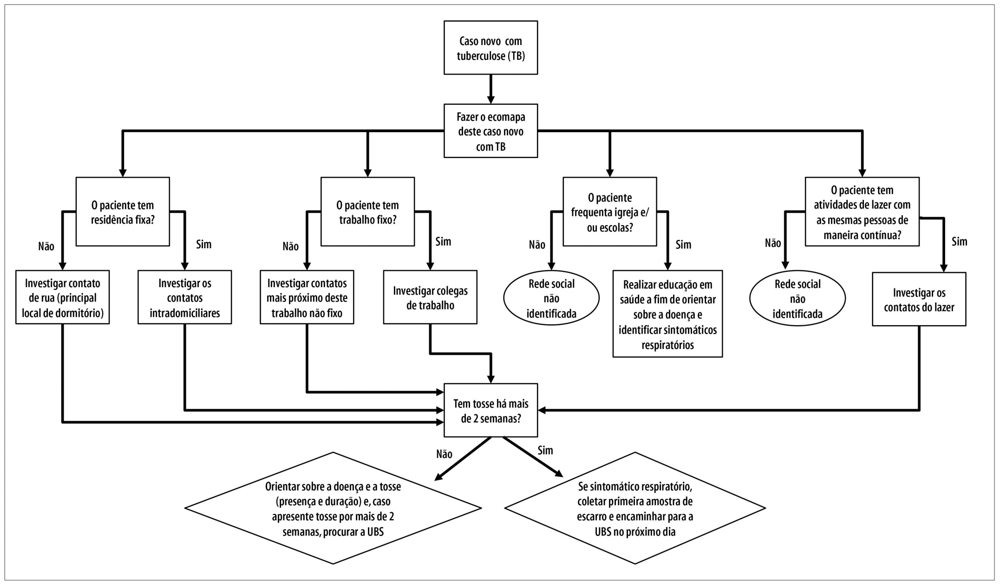 Caso novo com
tuberculose (TB)
Fazer o ecomapa
deste caso novo
com TB
O paciente tem
residência fixa?
O paciente tem
trabalho fixo?
O paciente
frequenta igreja e/
ou escolas?
O paciente tem
atividades de lazer com
as mesmas pessoas de
maneira contínua?
Não
Sim
Não
Sim
Não
Sim
Não
Sim
Investigar contato
de rua (principal
local de dormitório)
Investigar os
contatos
intradomiciliares
Investigar contatos
mais próximo deste
trabalho não fixo
Investigar colegas
de trabalho
Rede social
não
identificada
Realizar educação em
saúde a fim de orientar
sobre a doença e
identificar sintomáticos
respiratórios
Rede social
não
identificada
Investigar os
contatos do lazer
Tem tosse há mais
de 2 semanas?
Não
Sim
Orientar sobre a doença e a tosse
(presença e duração) e, caso
apresente tosse por mais de 2
semanas, procurar a UBS
Se sintomático respiratório,
coletar primeira amostra de
escarro e encaminhar para a
UBS no próximo dia